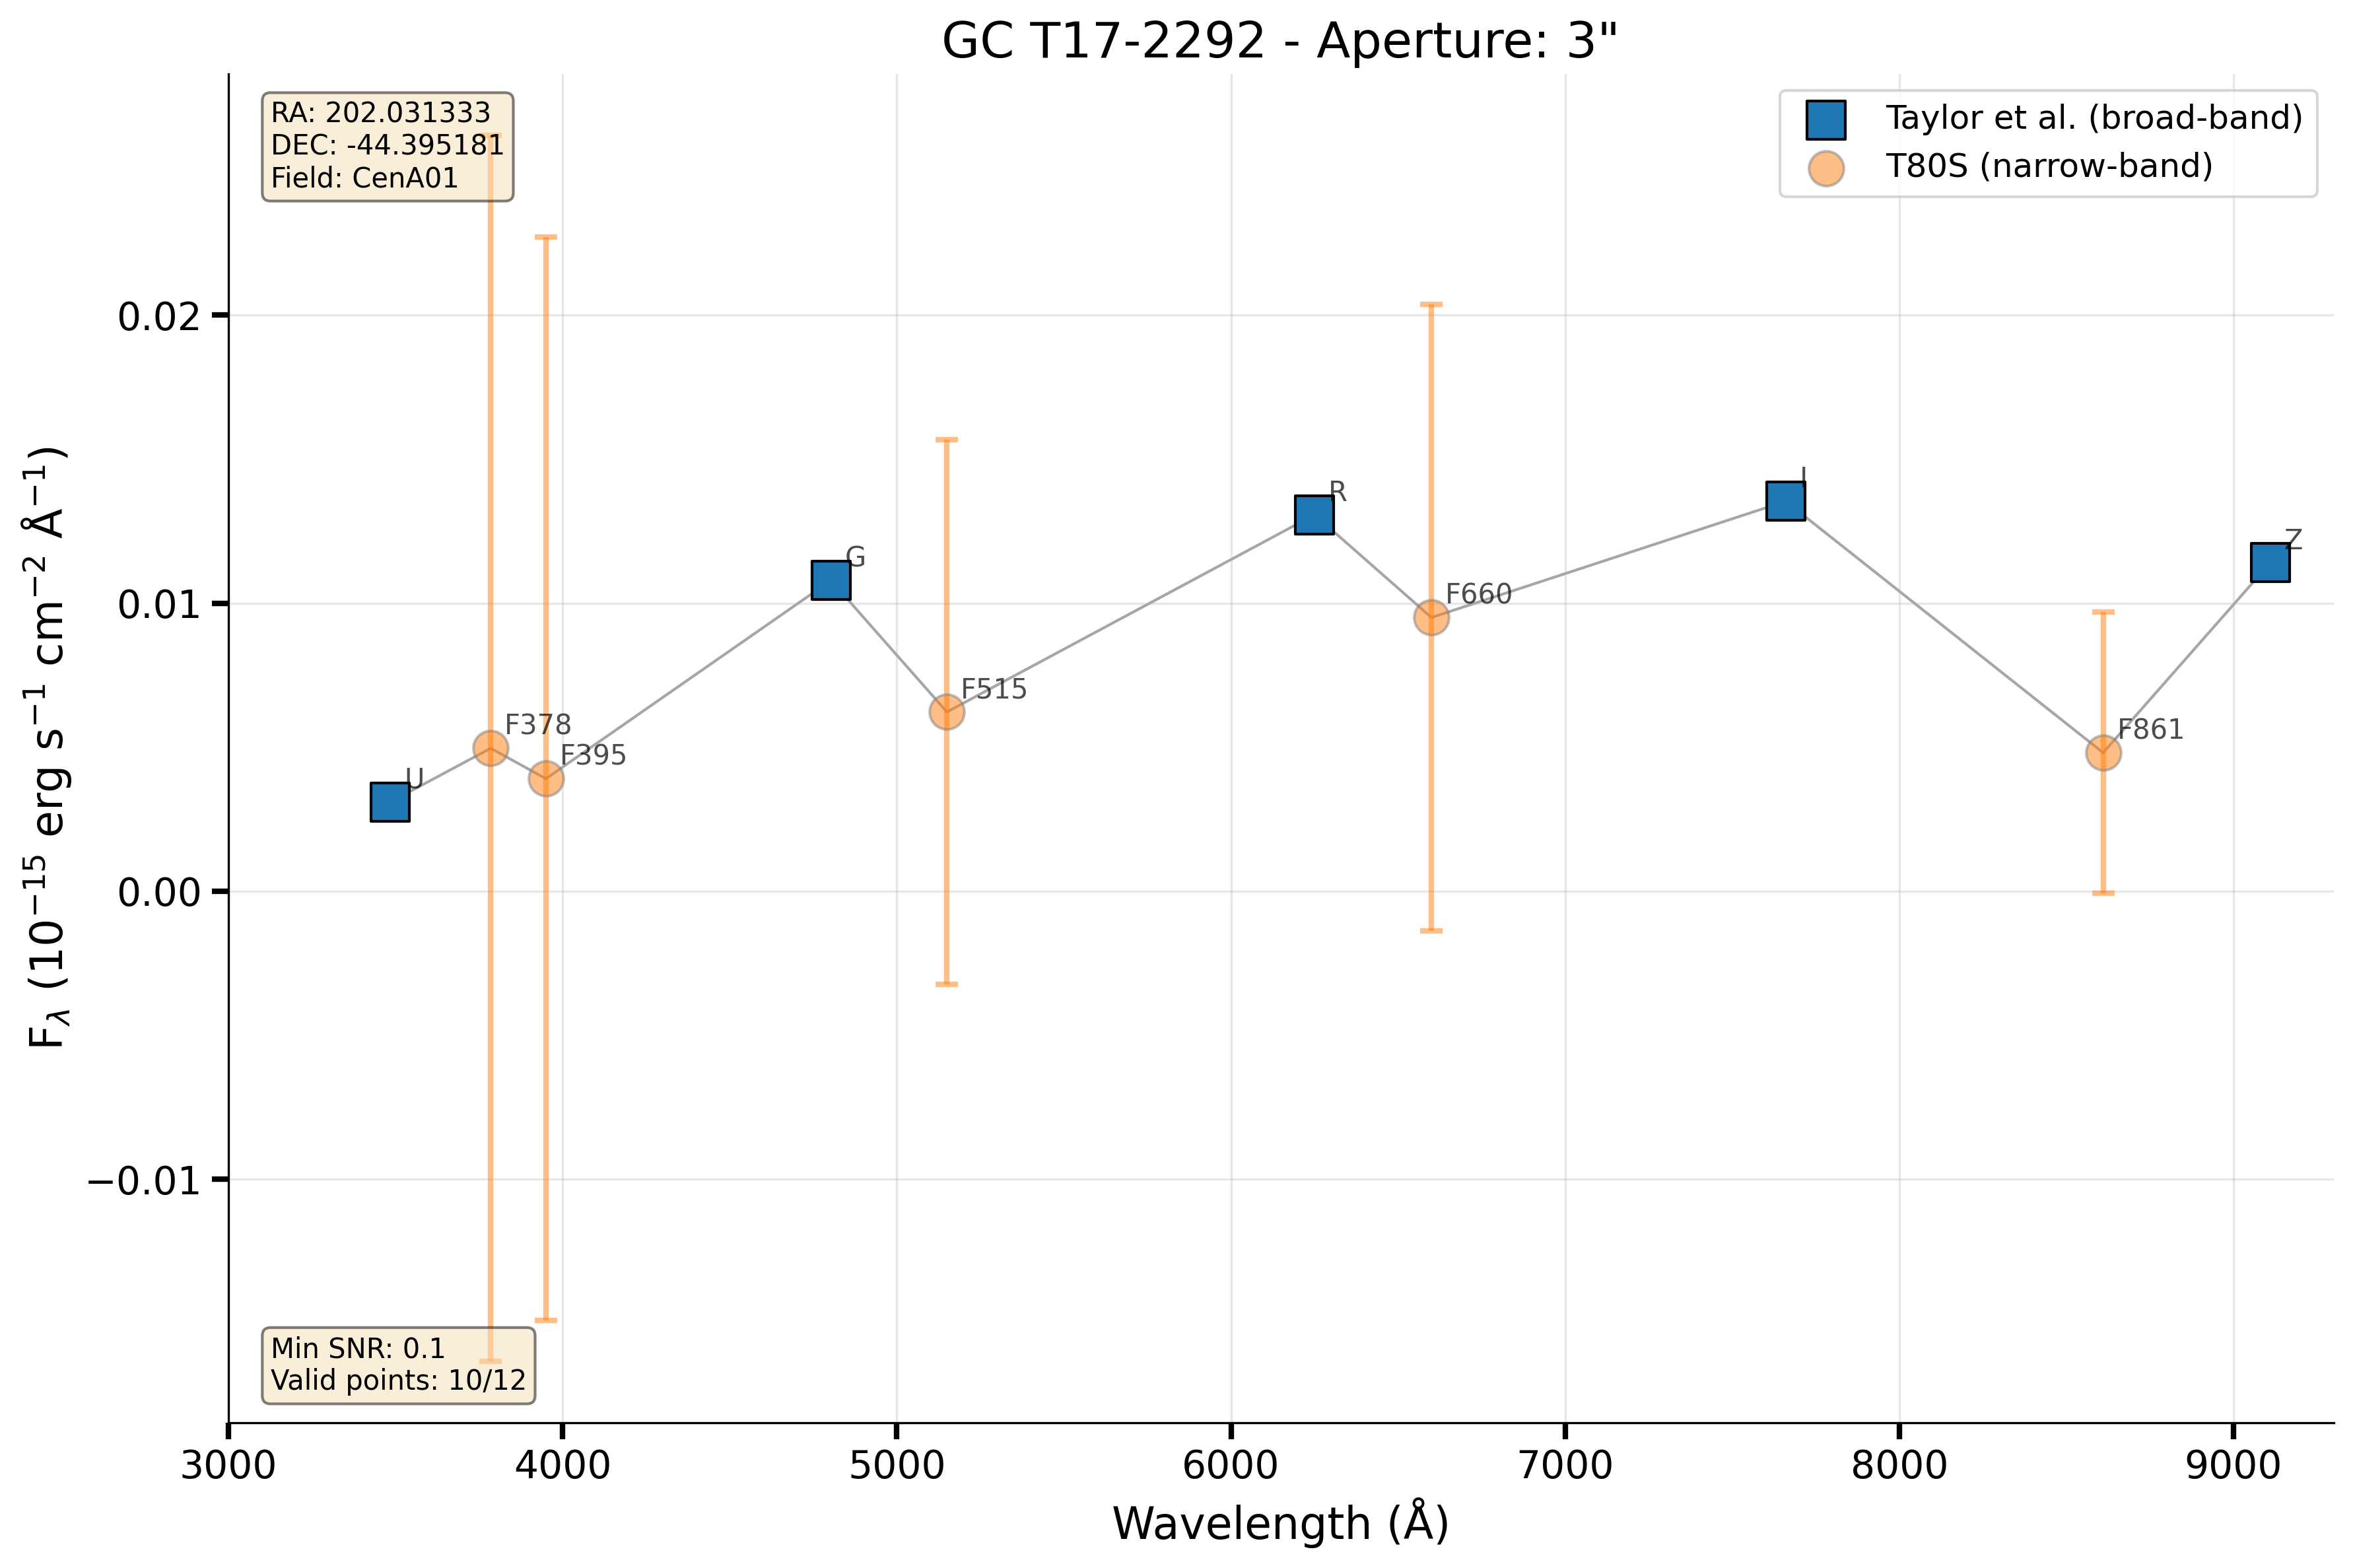 GC T17-2292 - Aperture: 3"
RA: 202.031333
DEC: -44.395181
Field: CenA01
Taylor et al. (broad-band)
T80S (narrow-band)
0.02
0.01
0.00
−0.01
F_λ (10⁻¹⁵ erg s⁻¹ cm⁻² Å⁻¹)
U
F378
F395
G
F515
R
F660
I
F861
Z
Min SNR: 0.1
Valid points: 10/12
3000 4000 5000 6000 7000 8000 9000
Wavelength (Å)